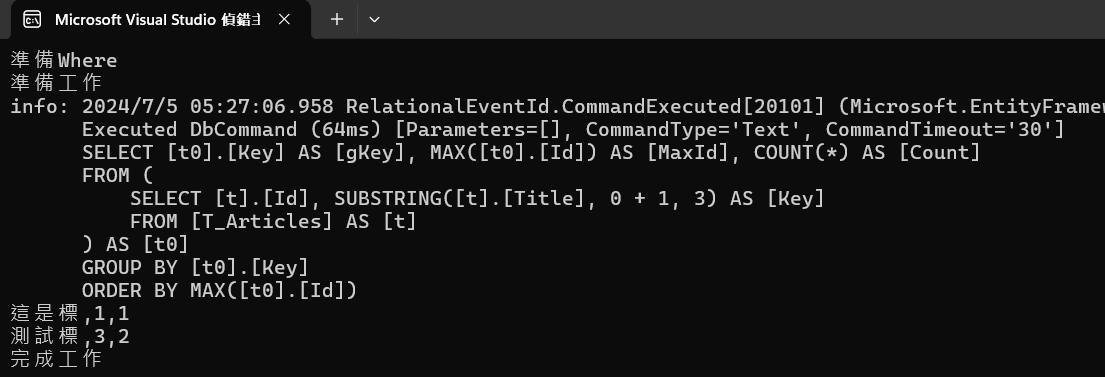 Microsoft Visual Studio 偵錯主
準備Where
準備工作
info: 2024/7/5 05:27:06.958 RelationalEventId.CommandExecuted[20101] (Microsoft.EntityFrame
Executed DbCommand (64ms) [Parameters=[], CommandType='Text', CommandTimeout='30']
SELECT [t0].[Key] AS [gKey], MAX([t0].[Id]) AS [MaxId], COUNT(*) AS [Count]
FROM (
SELECT [t].[Id], SUBSTRING([t].[Title], 0 + 1, 3) AS [Key]
FROM [T_Articles] AS [t]
) AS [t0]
GROUP BY [t0].[Key]
ORDER BY MAX([t0].[Id])
這是標,1,1
測試標,3,2
完成工作